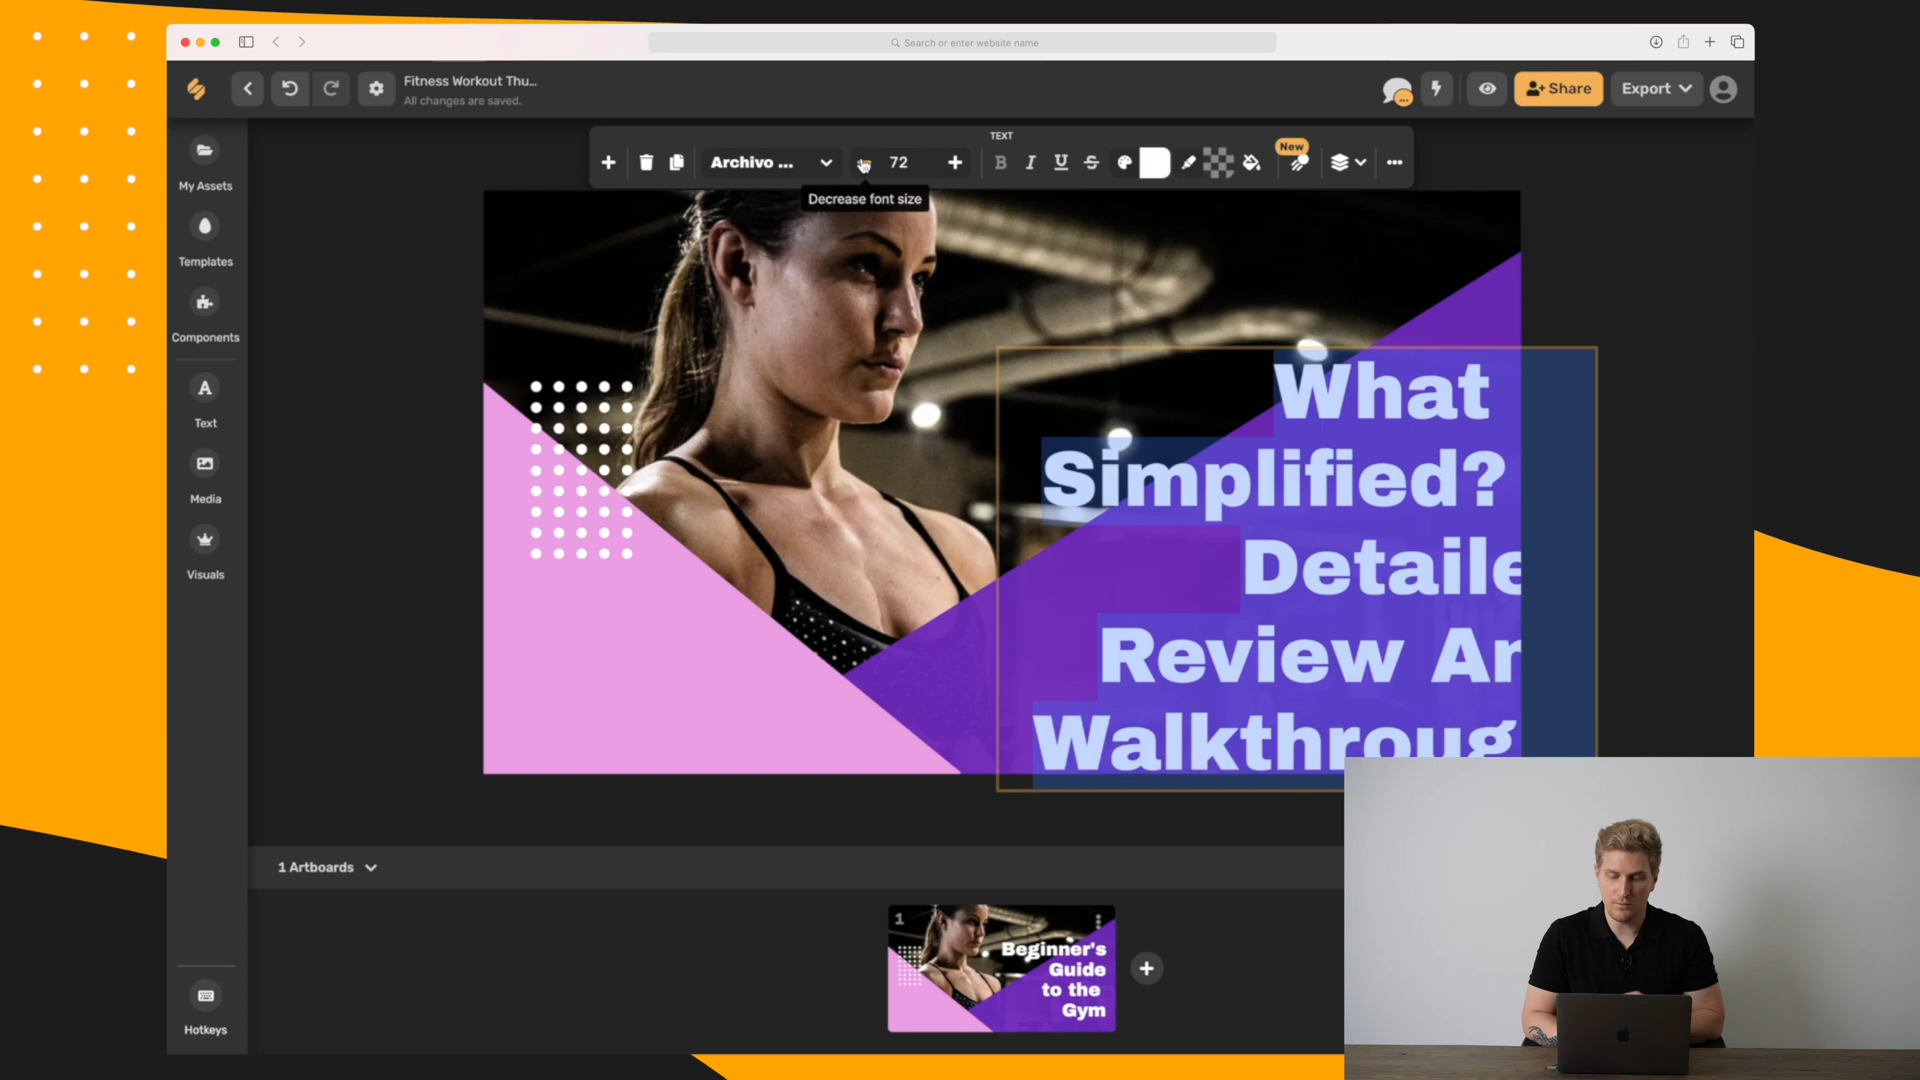 Search or enter website name
Fitness Workout Thu...
All changes are saved.
Share
Export
TEXT
Archivo ...
72
B I U S
New
Decrease font size
My Assets
Templates
Components
A
Text
Media
Visuals
Hotkeys
What
Simplified?
Detaile
Review An
Walkthroug
1 Artboards
1
Beginner's
Guide
to the
Gym